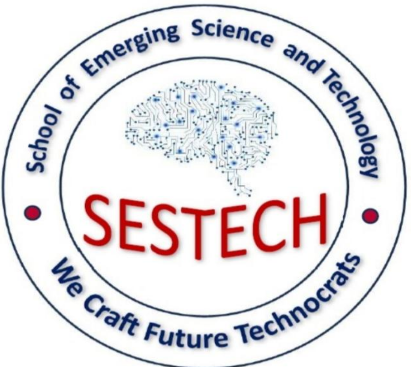 School of Emerging Science and Technology
SESTECH
We Craft Future Technocrats